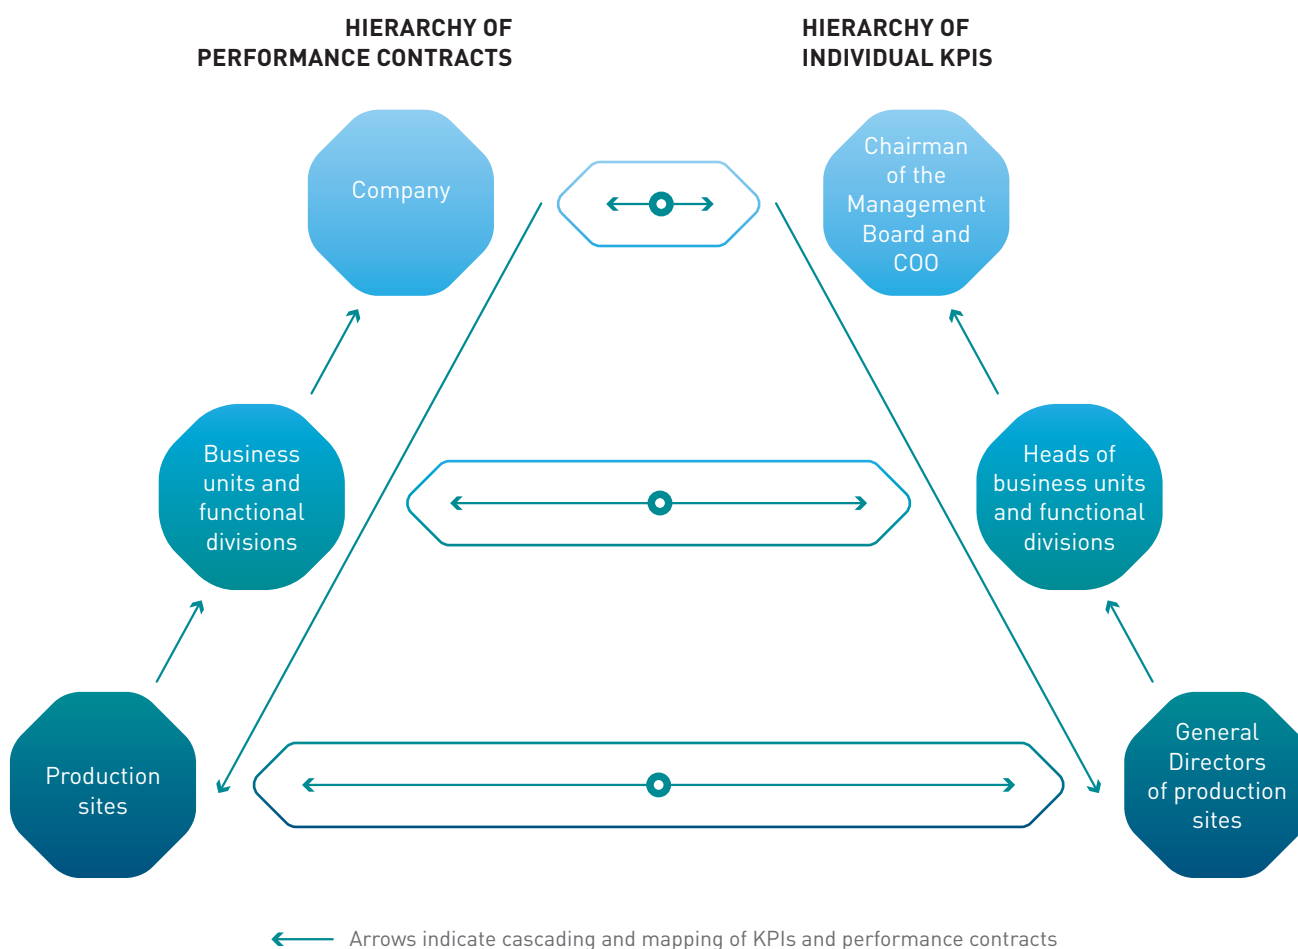 HIERARCHY OF
PERFORMANCE CONTRACTS
HIERARCHY OF
INDIVIDUAL KPIS
Company
Chairman
of the
Management
Board and
COO
Business
units and
functional
divisions
Heads of
business units
and functional
divisions
Production
sites
General
Directors
of production
sites
Arrows indicate cascading and mapping of KPIs and performance contracts